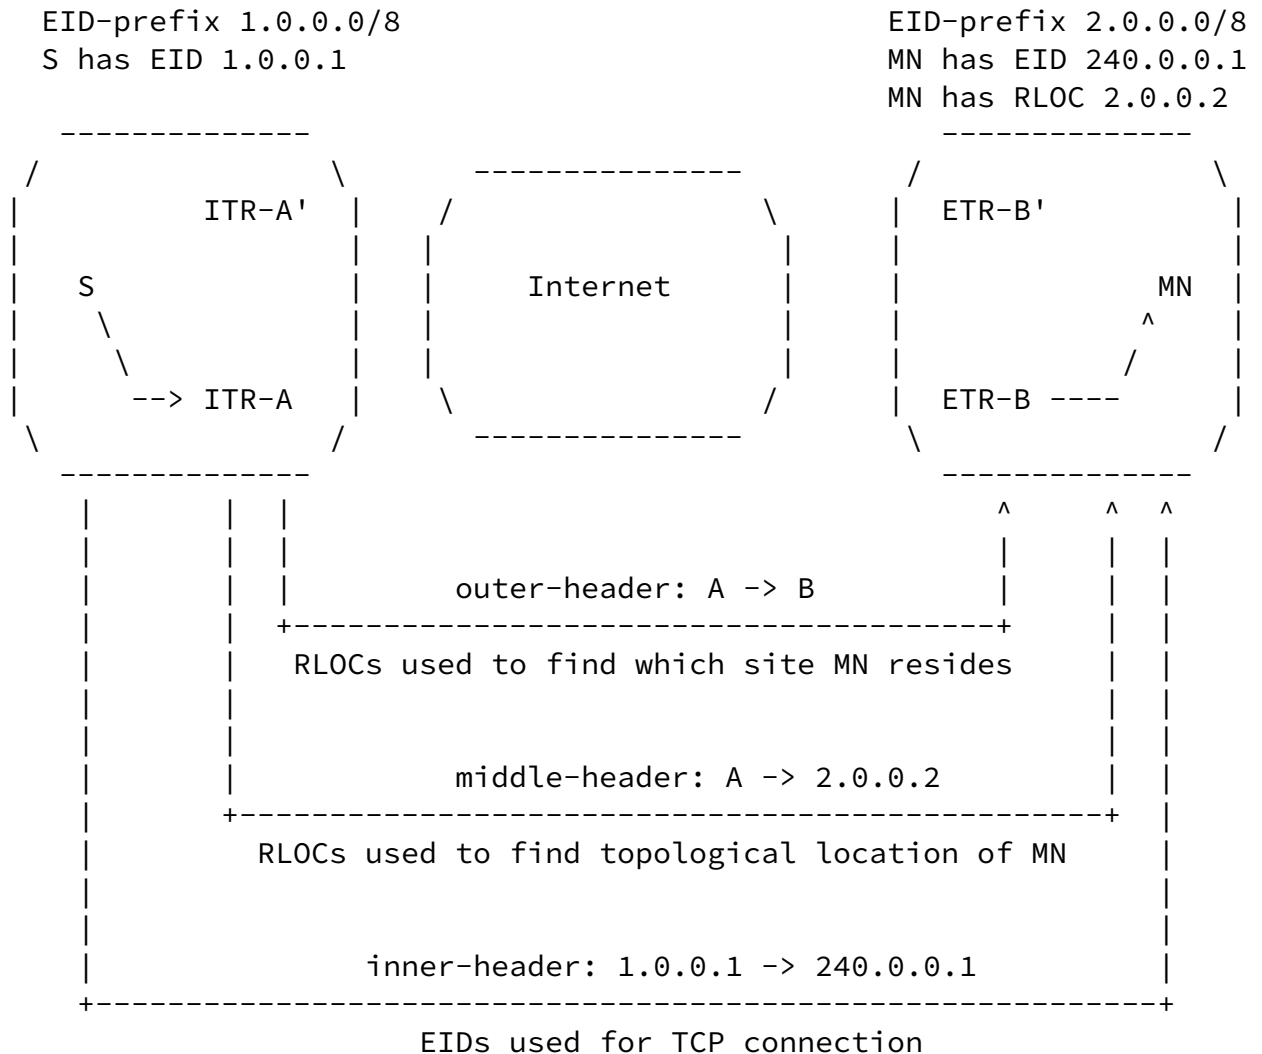 EID-prefix 1.0.0.0/8 EID-prefix 2.0.0.0/8
S has EID 1.0.0.1 MN has EID 240.0.0.1
MN has RLOC 2.0.0.2
ITR-A' ETR-B'
S Internet MN
--> ITR-A ETR-B ----
outer-header: A -> B
RLOCs used to find which site MN resides
middle-header: A -> 2.0.0.2
RLOCs used to find topological location of MN
inner-header: 1.0.0.1 -> 240.0.0.1
EIDs used for TCP connection